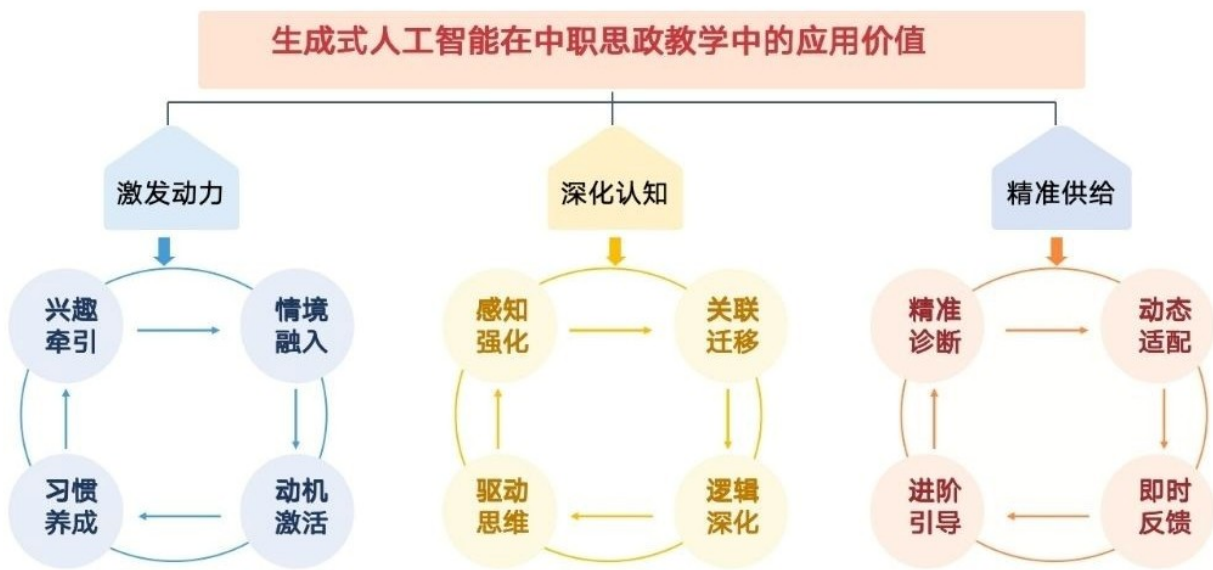 生成式人工智能在中职思政教学中的应用价值
激发动力
深化认知
精准供给
兴趣
牵引
情境
融入
动机
激活
习惯
养成
感知
强化
关联
迁移
逻辑
深化
驱动
思维
精准
诊断
动态
适配
即时
反馈
进阶
引导